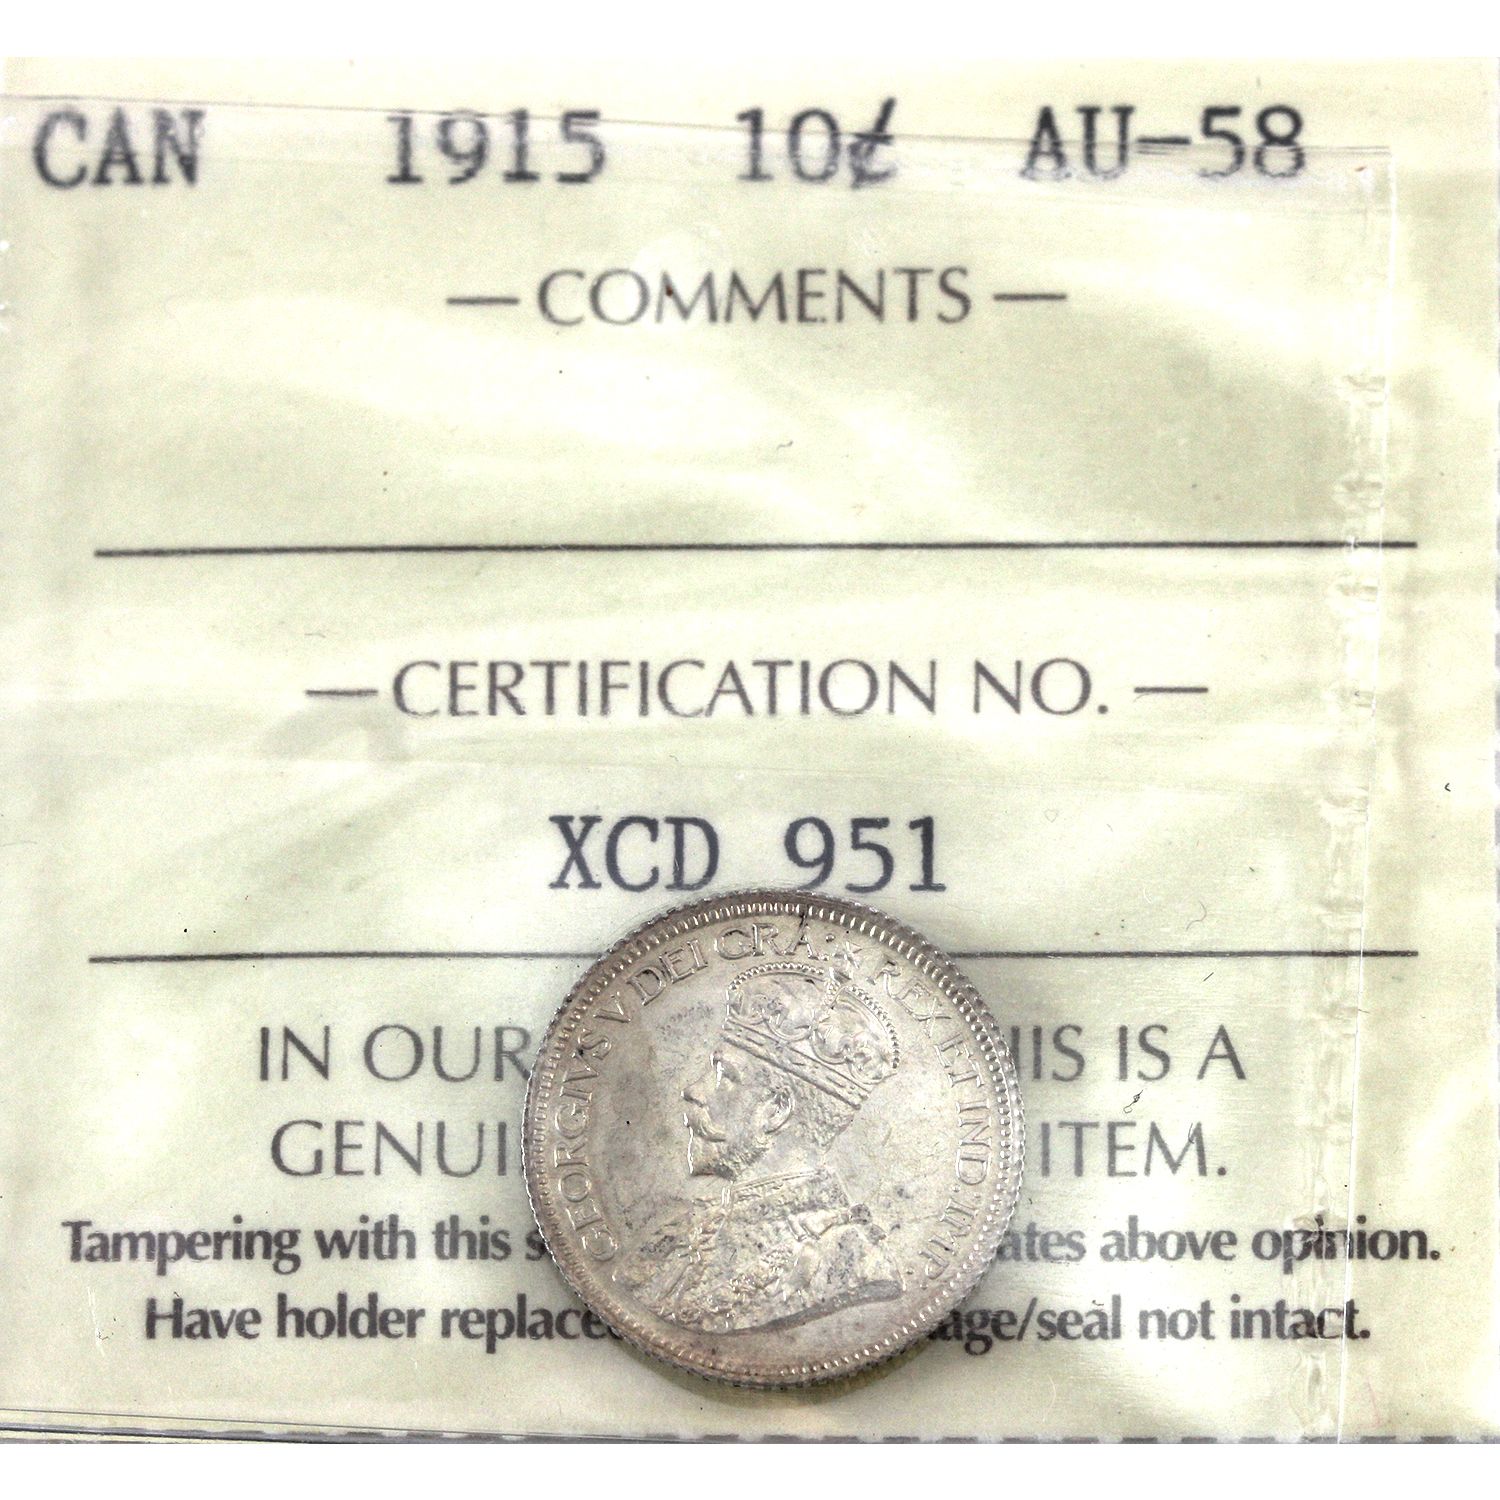 CAN 1915 10¢ AU-58
— COMMENTS —
— CERTIFICATION NO. —
XCD 951
IN OUR HIS IS A
GENUI ITEM.
Tampering with this s ates above opinion.
Have holder replace age/seal not intact.
GEORGIVS V DEI GRA: REX ET IND: IMP: